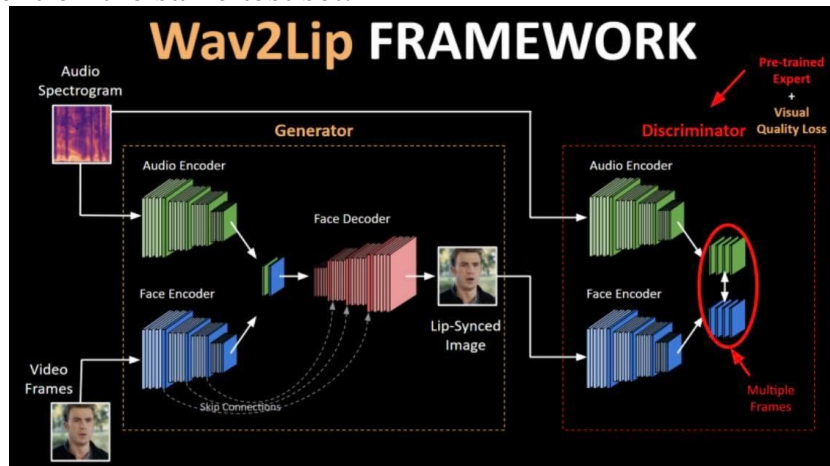 Wav2Lip FRAMEWORK
Audio
Spectrogram
Pre-trained
Expert
+
Visual
Quality Loss
Generator
Discriminator
Audio Encoder
Face Decoder
Audio Encoder
Face Encoder
Lip-Synced
Image
Face Encoder
Video
Frames
Skip Connections
Multiple
Frames